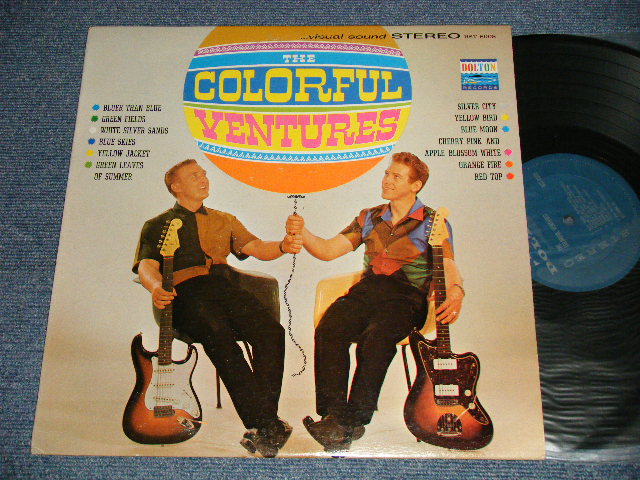 ...visual sound STEREO BST 8008
THE
COLORFUL
VENTURES
DOLTON
RECORDS
BLUER THAN BLUE
GREEN FIELDS
WHITE SILVER SANDS
BLUE SKIES
YELLOW JACKET
GREEN LEAVES
OF SUMMER
SILVER CITY
YELLOW BIRD
BLUE MOON
CHERRY PINK AND
APPLE BLOSSOM WHITE
ORANGE FIRE
RED TOP